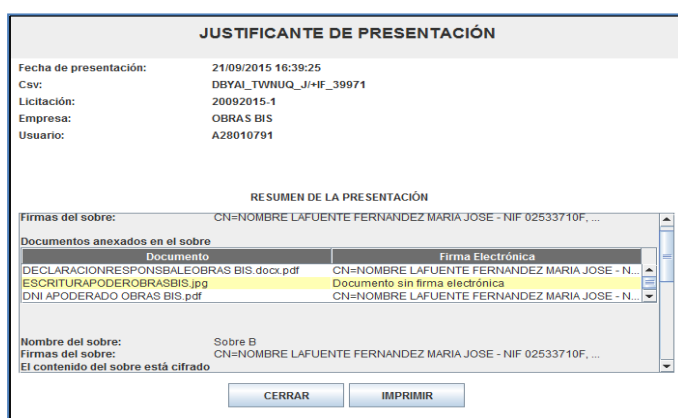 JUSTIFICANTE DE PRESENTACIÓN
Fecha de presentación: 21/09/2015 16:39:25
Csv: DBYAI_TWNUQ_J/+IF_39971
Licitación: 20092015-1
Empresa: OBRAS BIS
Usuario: A28010791
RESUMEN DE LA PRESENTACIÓN
Firmas del sobre: CN=NOMBRE LAFUENTE FERNANDEZ MARIA JOSE - NIF 02533710F, ...
Documentos anexados en el sobre
Documento Firma Electrónica
DECLARACIONRESPONSBALEOBRAS BIS.docx.pdf CN=NOMBRE LAFUENTE FERNANDEZ MARIA JOSE - N...
ESCRITURAPODEROBRASBIS.jpg Documento sin firma electrónica
DNI APODERADO OBRAS BIS.pdf CN=NOMBRE LAFUENTE FERNANDEZ MARIA JOSE - N...
Nombre del sobre: Sobre B
Firmas del sobre: CN=NOMBRE LAFUENTE FERNANDEZ MARIA JOSE - NIF 02533710F, ...
El contenido del sobre está cifrado
CERRAR IMPRIMIR